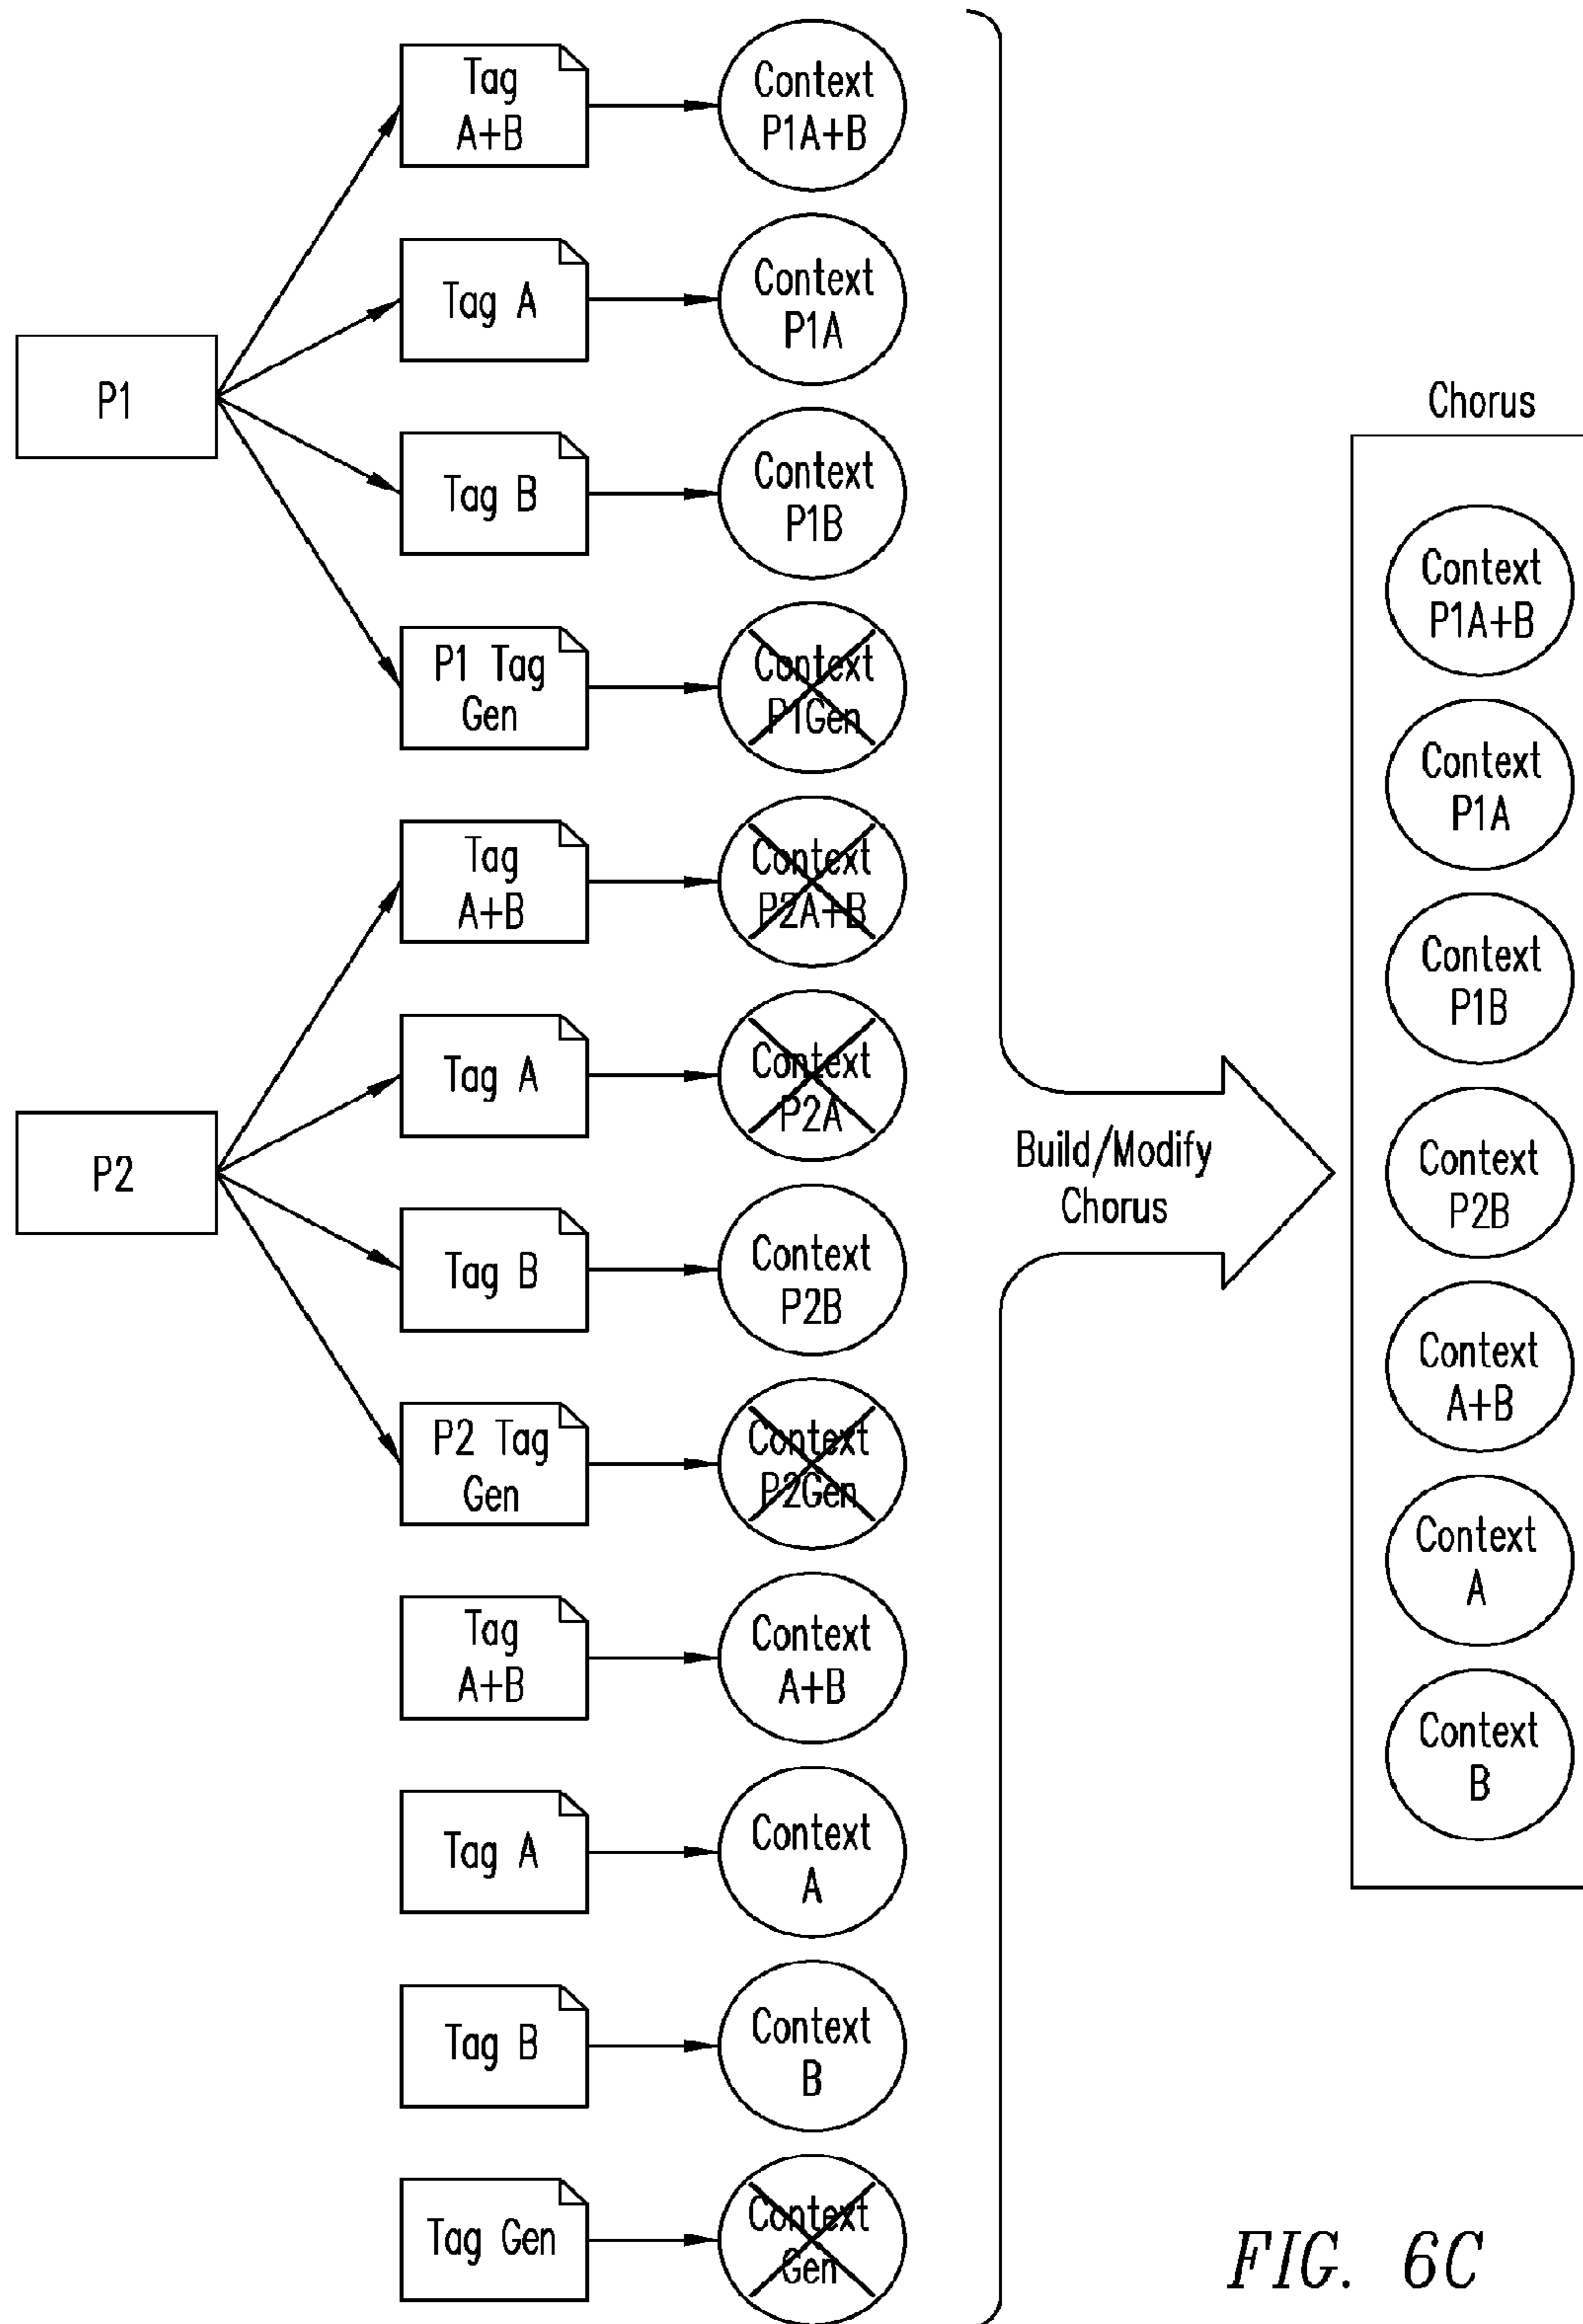 Tag
A+B
Context
P1A+B
Tag A
Context
P1A
P1
Tag B
Context
P1B
P1 Tag
Gen
Context
P1Gen
Tag
A+B
Context
P2A+B
Tag A
Context
P2A
P2
Tag B
Context
P2B
P2 Tag
Gen
Context
P2Gen
Tag
A+B
Context
A+B
Tag A
Context
A
Tag B
Context
B
Tag Gen
Context
Gen
Build/Modify
Chorus
Chorus
Context
P1A+B
Context
P1A
Context
P1B
Context
P2B
Context
A+B
Context
A
Context
B
FIG. 6C